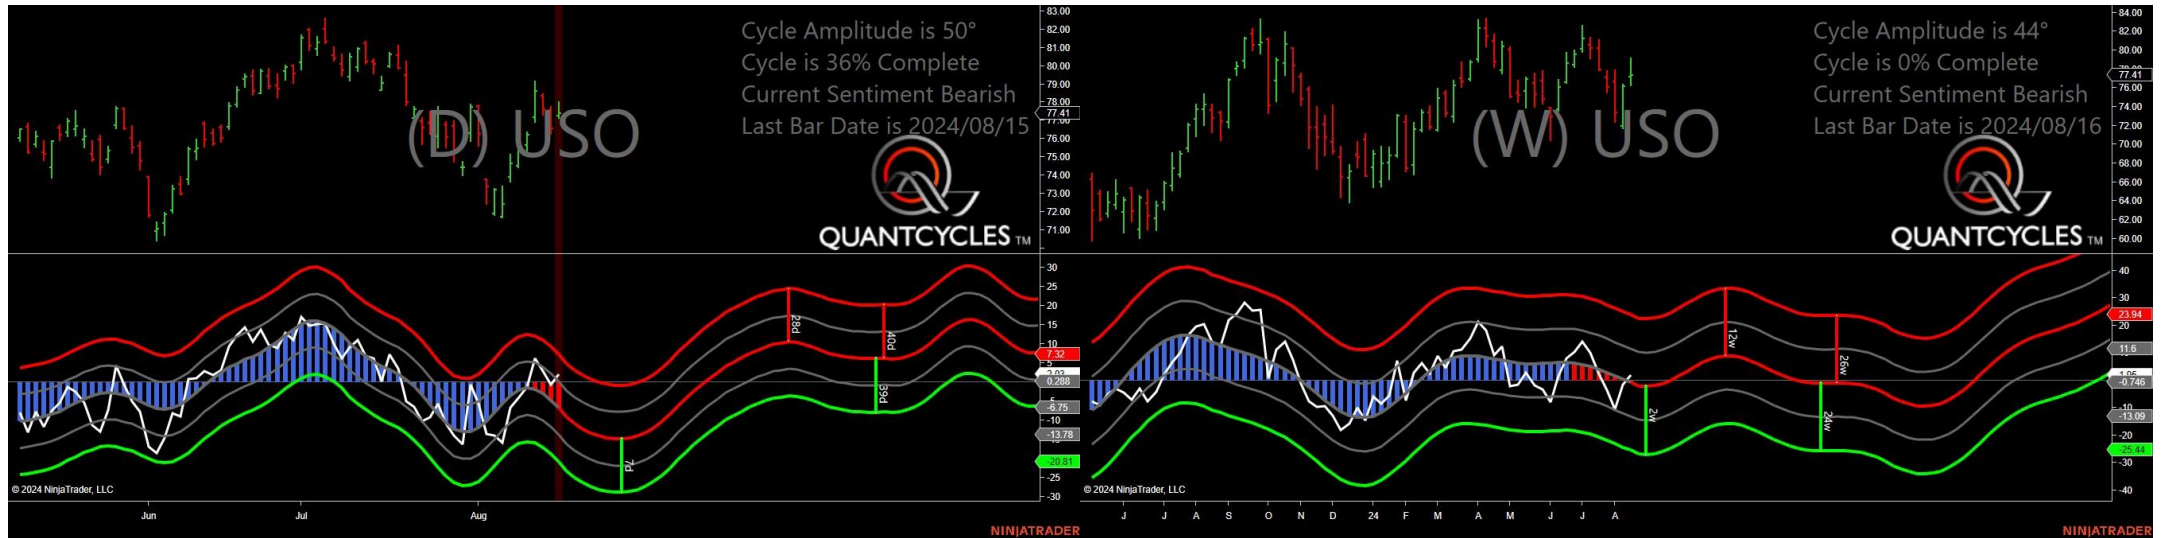 Cycle Amplitude is 50°
Cycle is 36% Complete
Current Sentiment Bearish
Last Bar Date is 2024/08/15
(D) USO
QUANTCYCLES TM
83.00
82.00
81.00
80.00
79.00
78.00
77.41
77.00
76.00
75.00
74.00
73.00
72.00
71.00
30
25
20
15
10
7.32
0.288
-6.75
-10
-13.78
-20.81
-25
-30
28d
40d
39d
7d
© 2024 NinjaTrader, LLC
Jun
Jul
Aug
NINJATRADER
Cycle Amplitude is 44°
Cycle is 0% Complete
Current Sentiment Bearish
Last Bar Date is 2024/08/16
(W) USO
QUANTCYCLES TM
84.00
82.00
80.00
77.41
76.00
74.00
72.00
70.00
68.00
66.00
64.00
62.00
60.00
40
30
23.94
20
11.6
-0.746
-13.09
-20
-25.44
-30
-40
12w
26w
2w
24w
© 2024 NinjaTrader, LLC
J J A S O N D 24 F M A M J J A
NINJATRADER